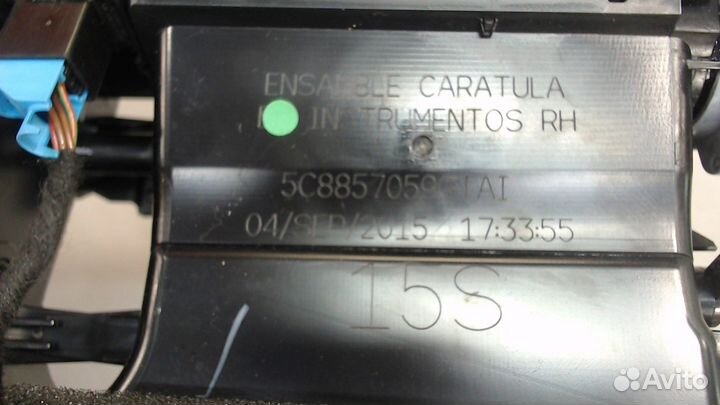 ENSAMBLE CARATULA
INSTRUMENTOS RH
04/SEP/2015 17:33:55
15S
Avito